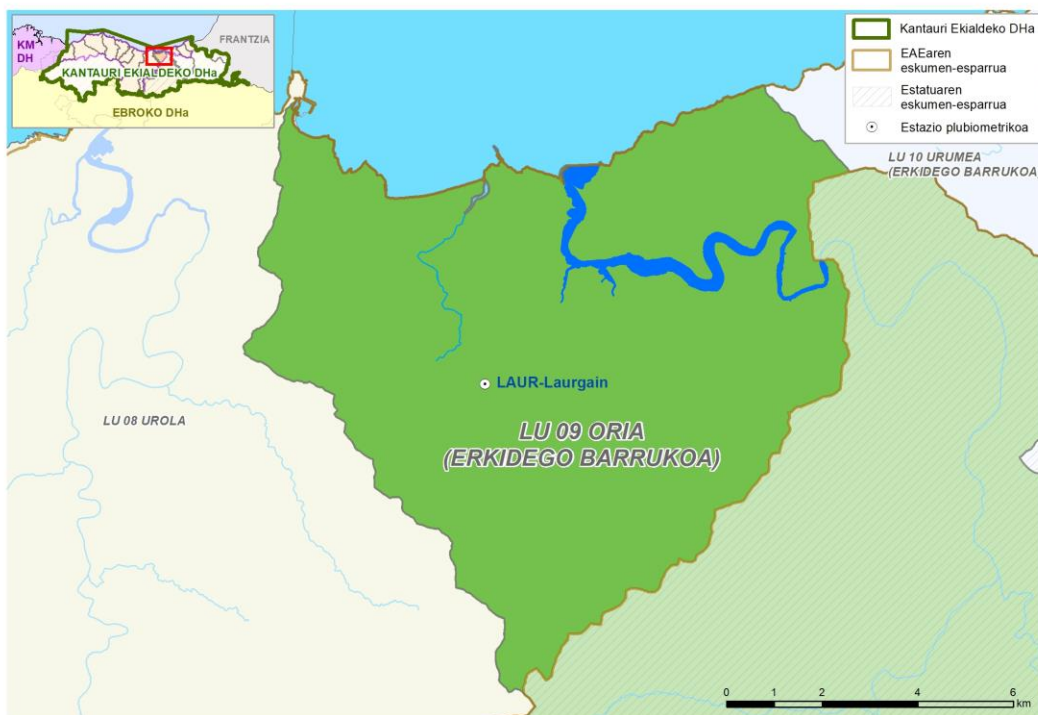 KM
DH
FRANTZIA
KANTAURI EKIALDEKO DHa
EBROKO DHa
Kantauri Ekialdeko DHa
EAEaren
eskumen-esparrua
Estatuaren
eskumen-esparrua
Estazio plubiometrikoa
LU 10 URUMEA
(ERKIDEGO BARRUKOA)
LAUR-Laurgain
LU 08 UROLA
LU 09 ORIA
(ERKIDEGO BARRUKOA)
0 1 2 4 6
km